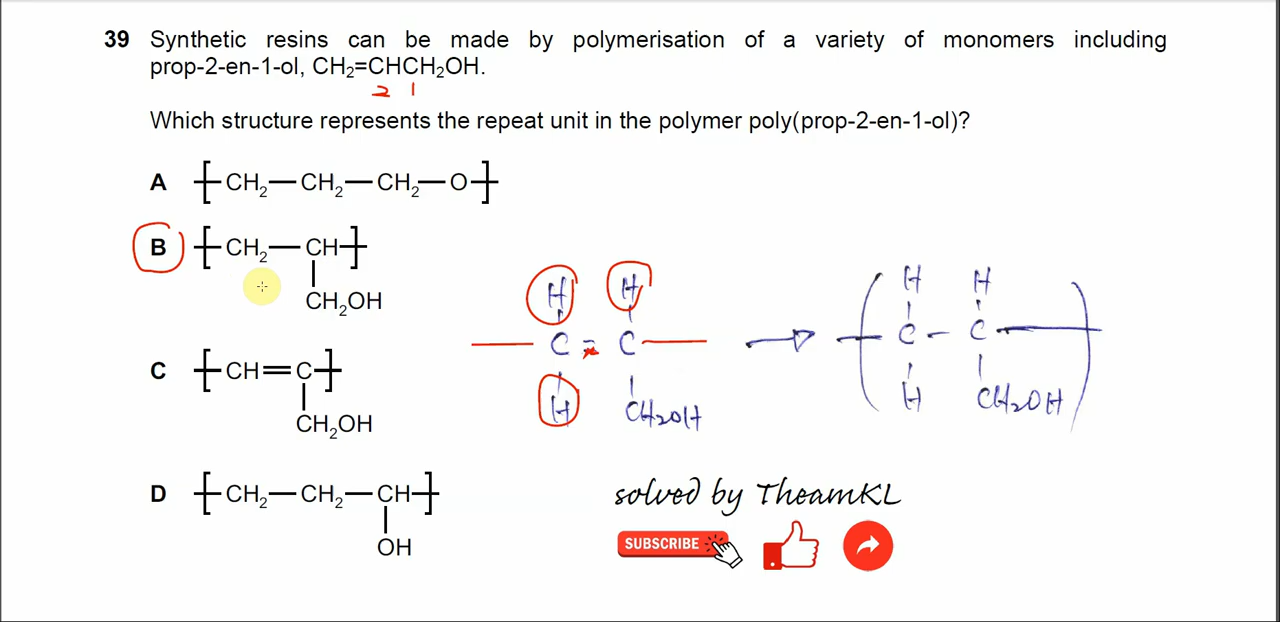 39 Synthetic resins can be made by polymerisation of a variety of monomers including
prop-2-en-1-ol, CH₂=CHCH₂OH.
2 1
Which structure represents the repeat unit in the polymer poly(prop-2-en-1-ol)?
A CH₂—CH₂—CH₂—O
B CH₂—CH
CH₂OH
C CH=C
CH₂OH
D CH₂—CH₂—CH
OH
H H
C = C
H CH₂OH
H H
C - C
H CH₂OH
solved by TheamKL
SUBSCRIBE